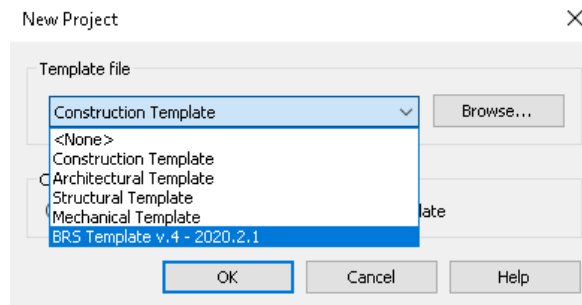 New Project
Template file
Construction Template
Browse...
<None>
Construction Template
Architectural Template
Structural Template
Mechanical Template
BRS Template v.4 - 2020.2.1
OK
Cancel
Help